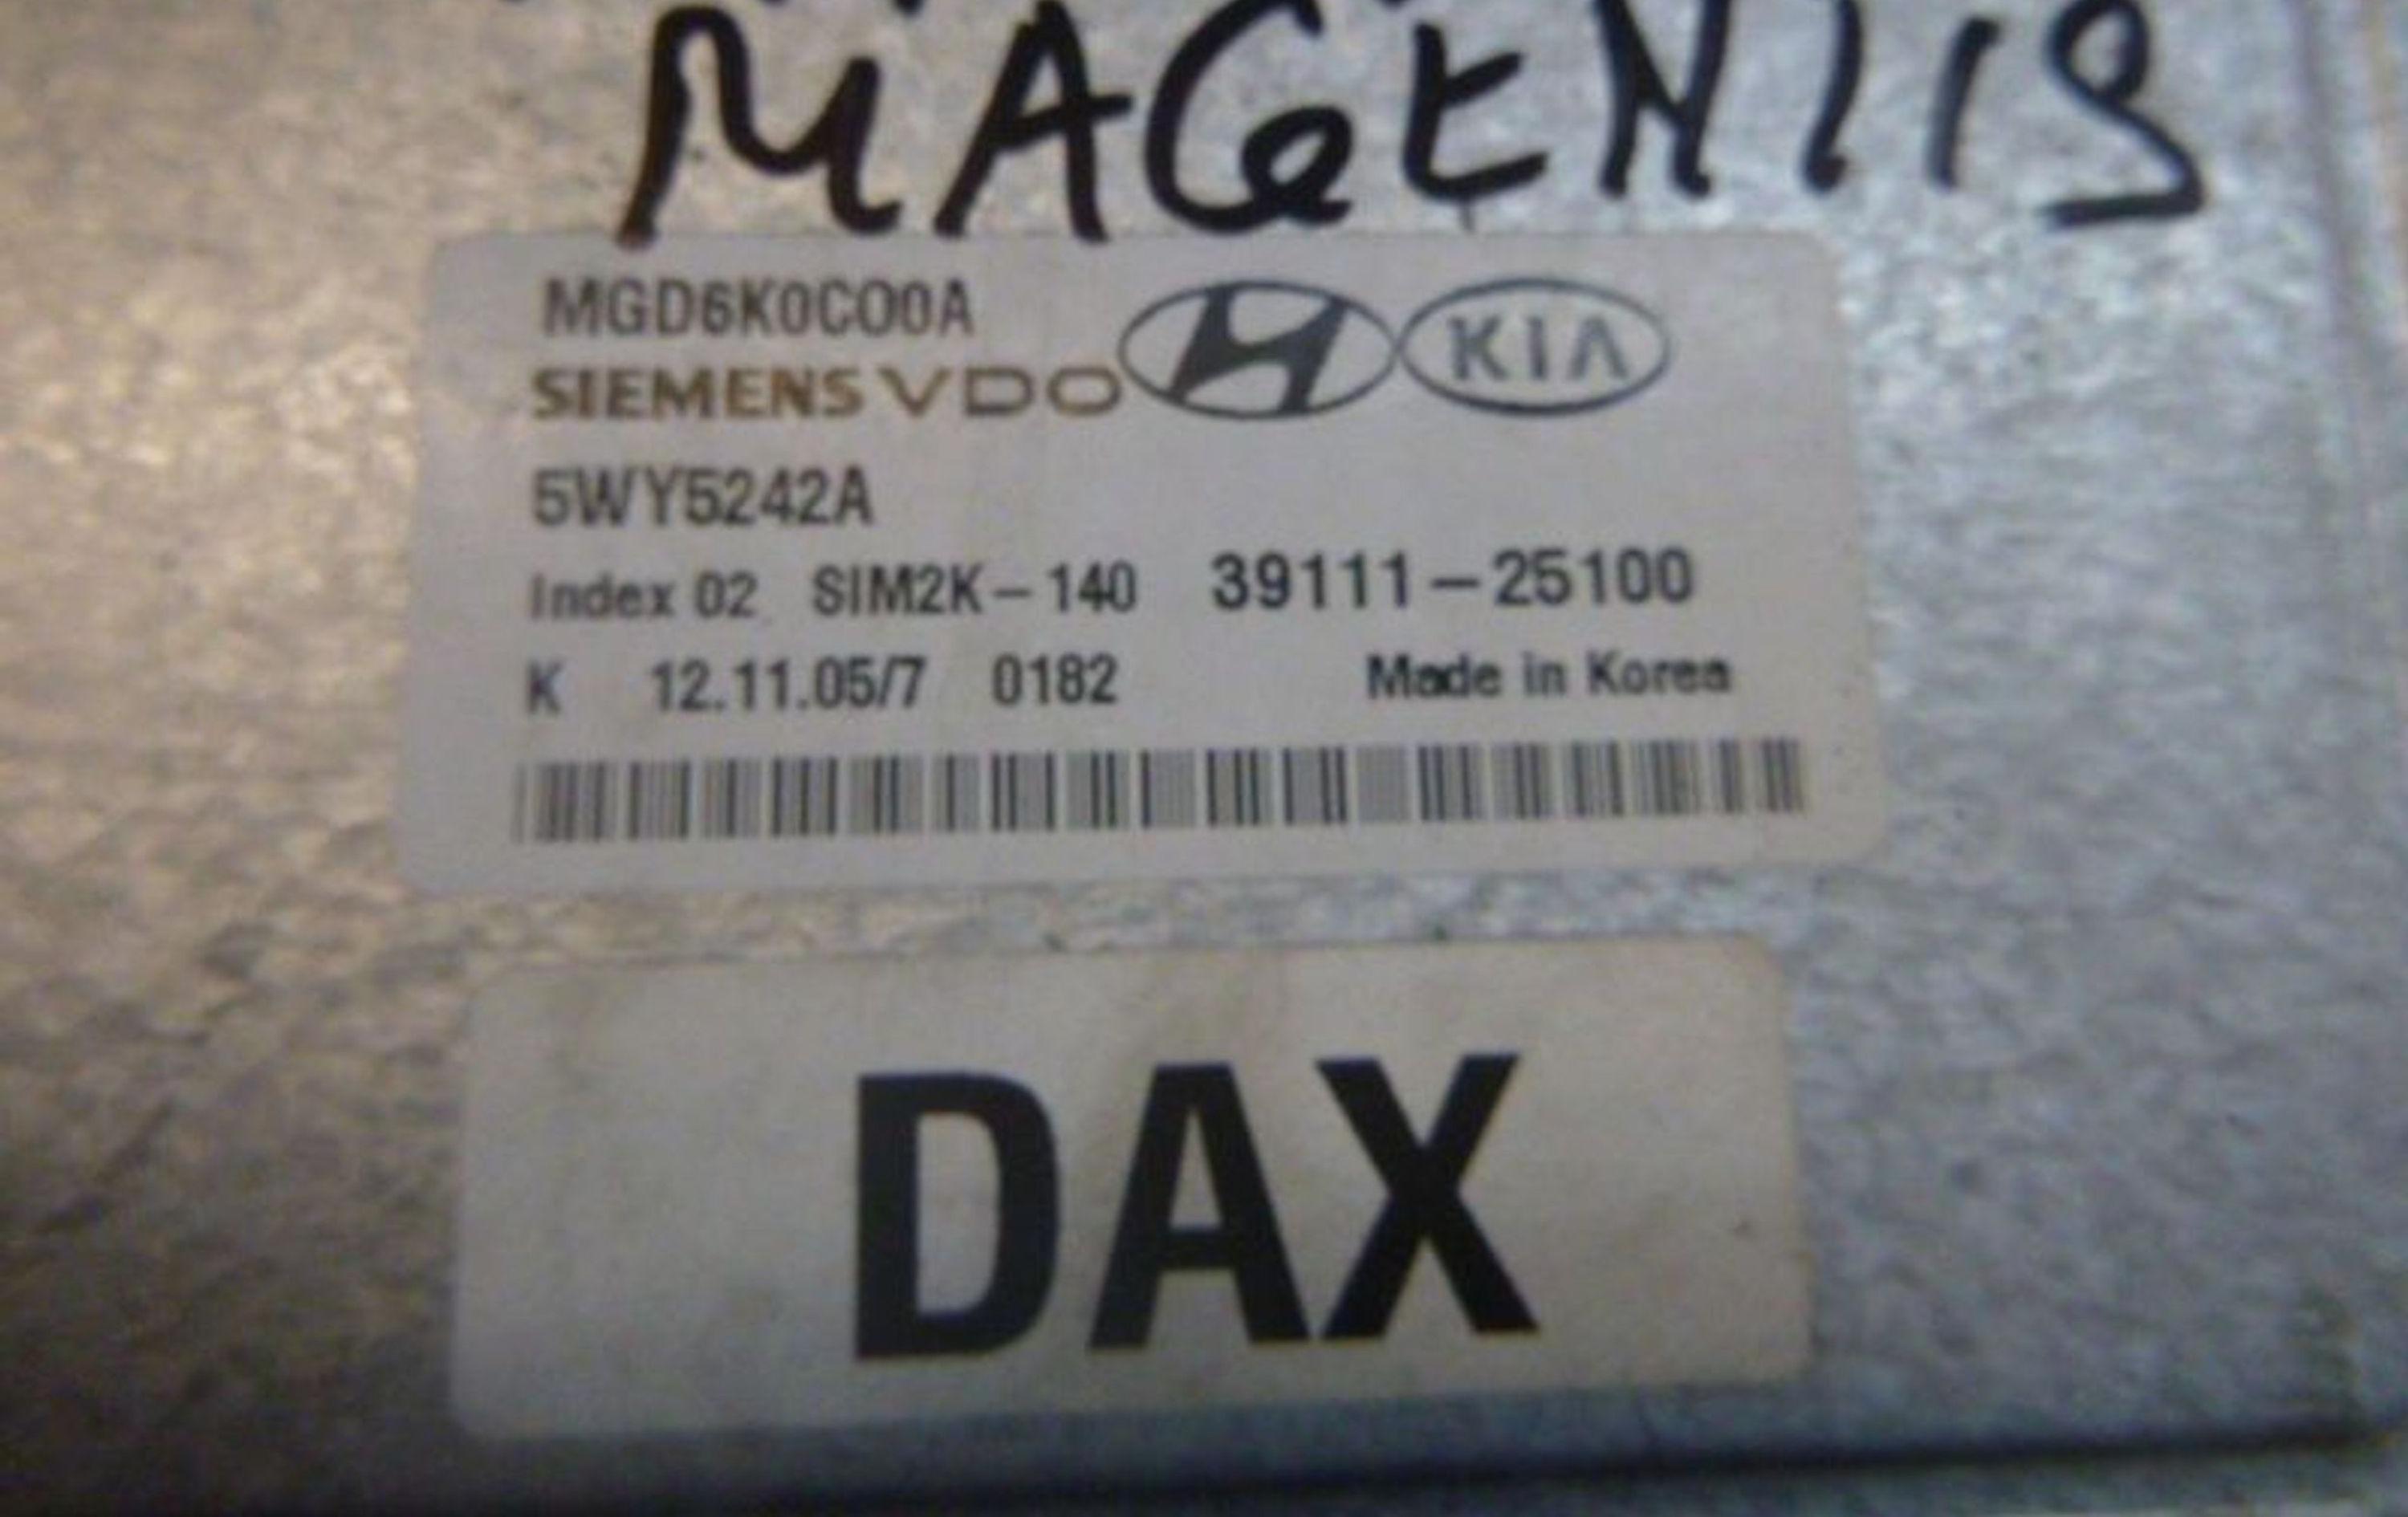 MAGENTIS
MGD6K0C00A
SIEMENS VDO KIA
5WY5242A
Index 02 SIM2K-140 39111-25100
K 12.11.05/7 0182 Made in Korea
DAX